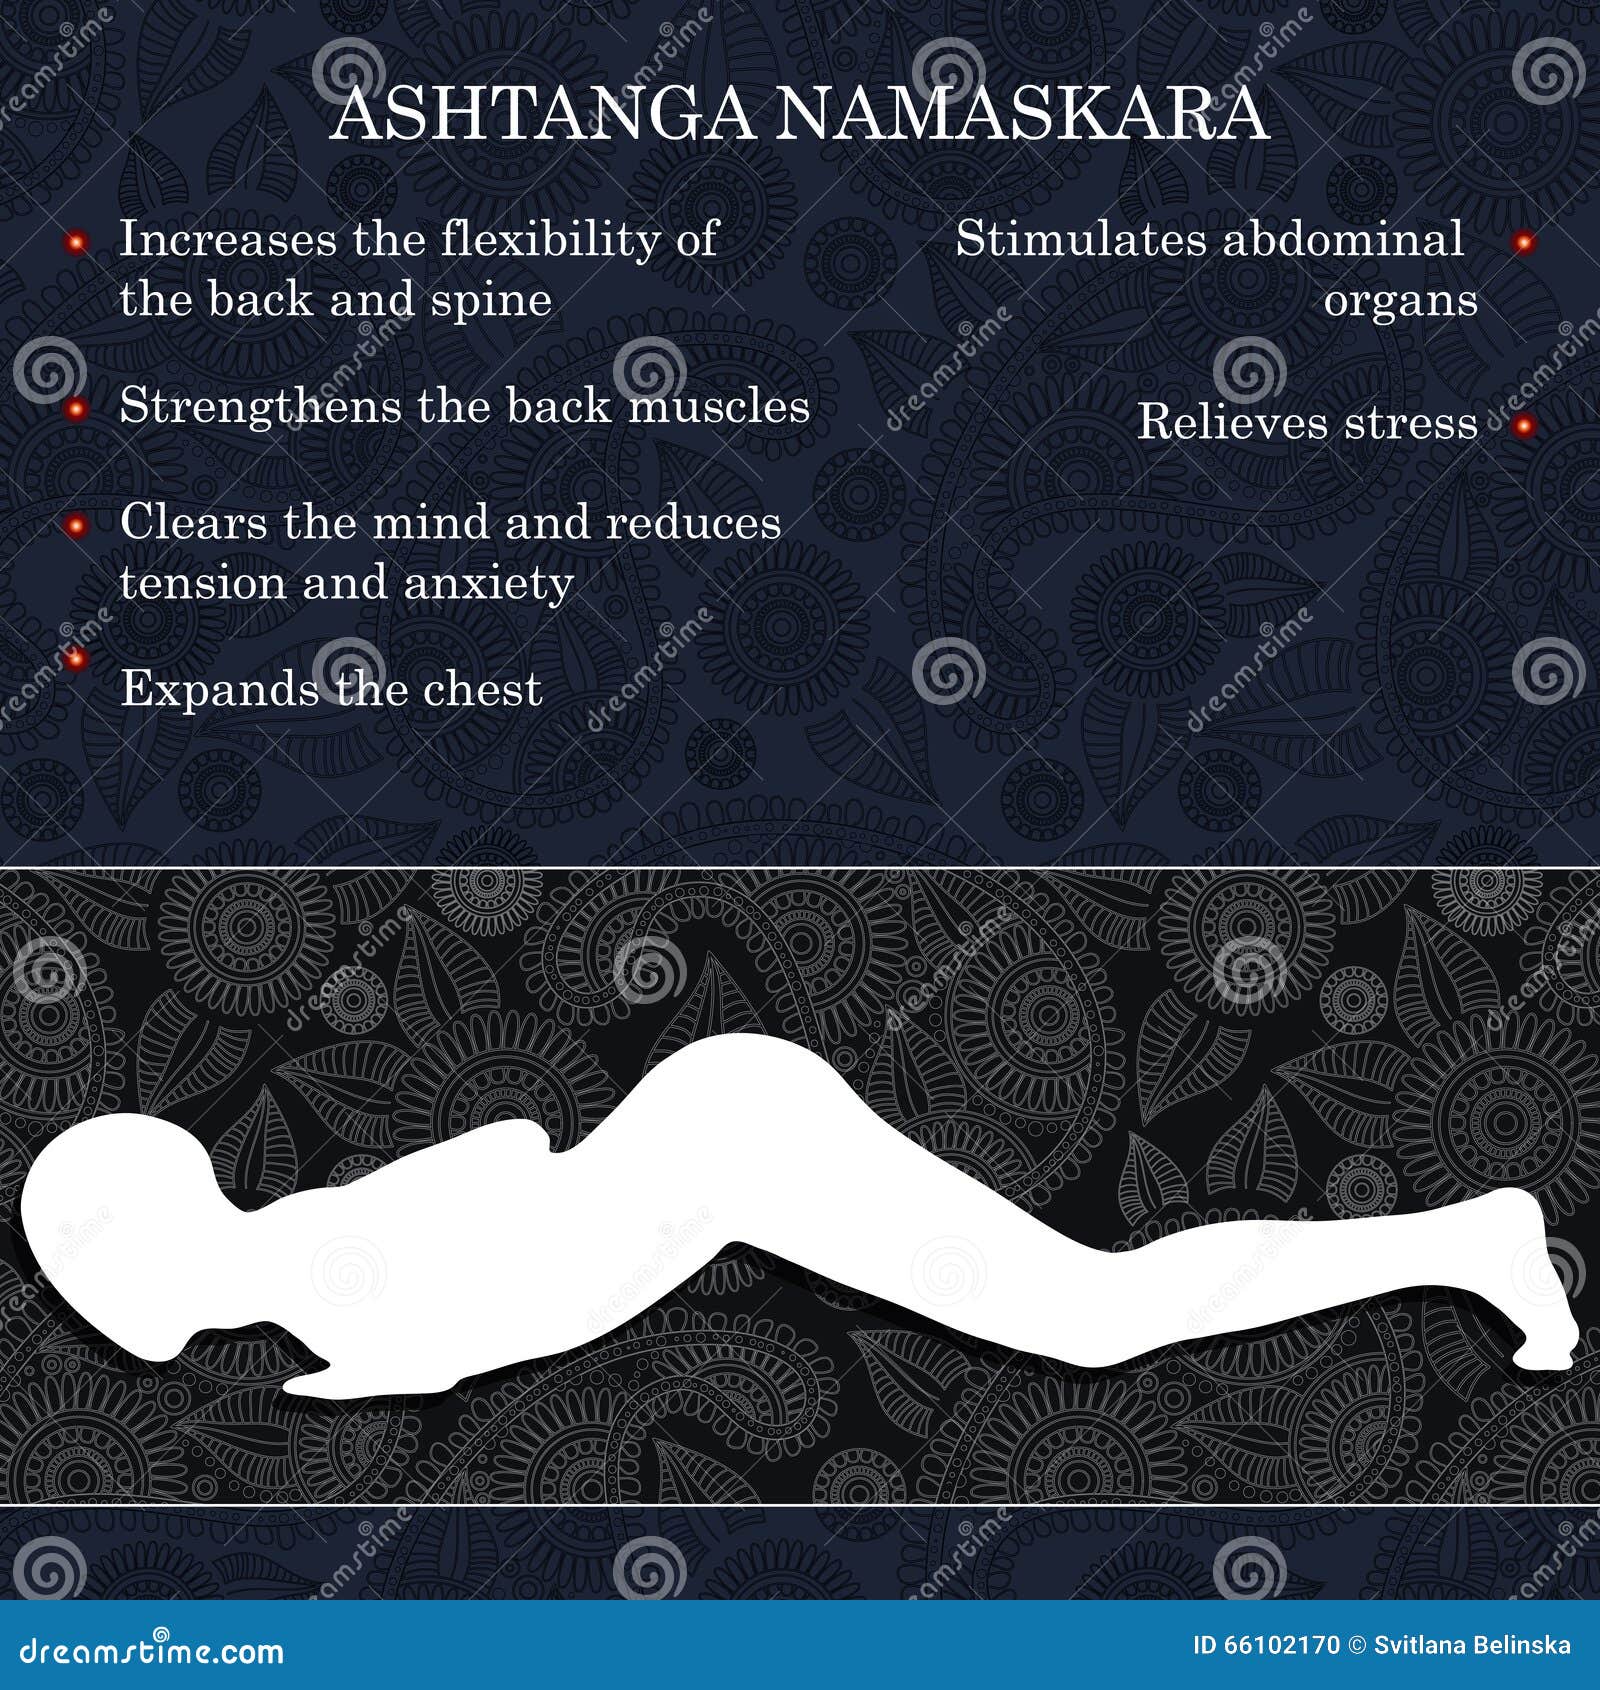 ASHTANGA NAMASKARA
Increases the flexibility of
the back and spine
Strengthens the back muscles
Clears the mind and reduces
tension and anxiety
Expands the chest
Stimulates abdominal
organs
Relieves stress
dreamstime.com
ID 66102170 © Svitlana Belinska